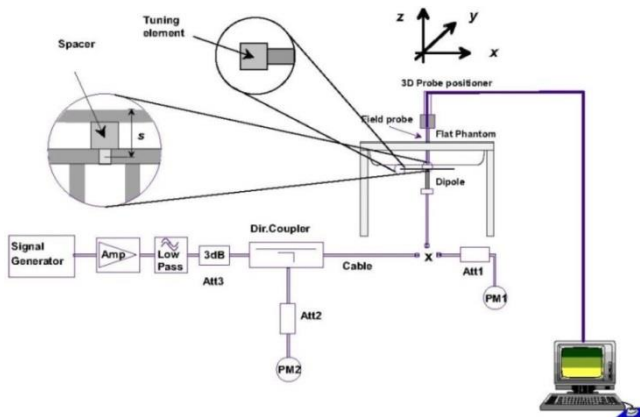 Tuning
element
Spacer
s
z
y
x
3D Probe positioner
Field probe
Flat Phantom
Dipole
Signal
Generator
Amp
Low
Pass
3dB
Att3
Dir.Coupler
Cable
x
Att1
PM1
Att2
PM2